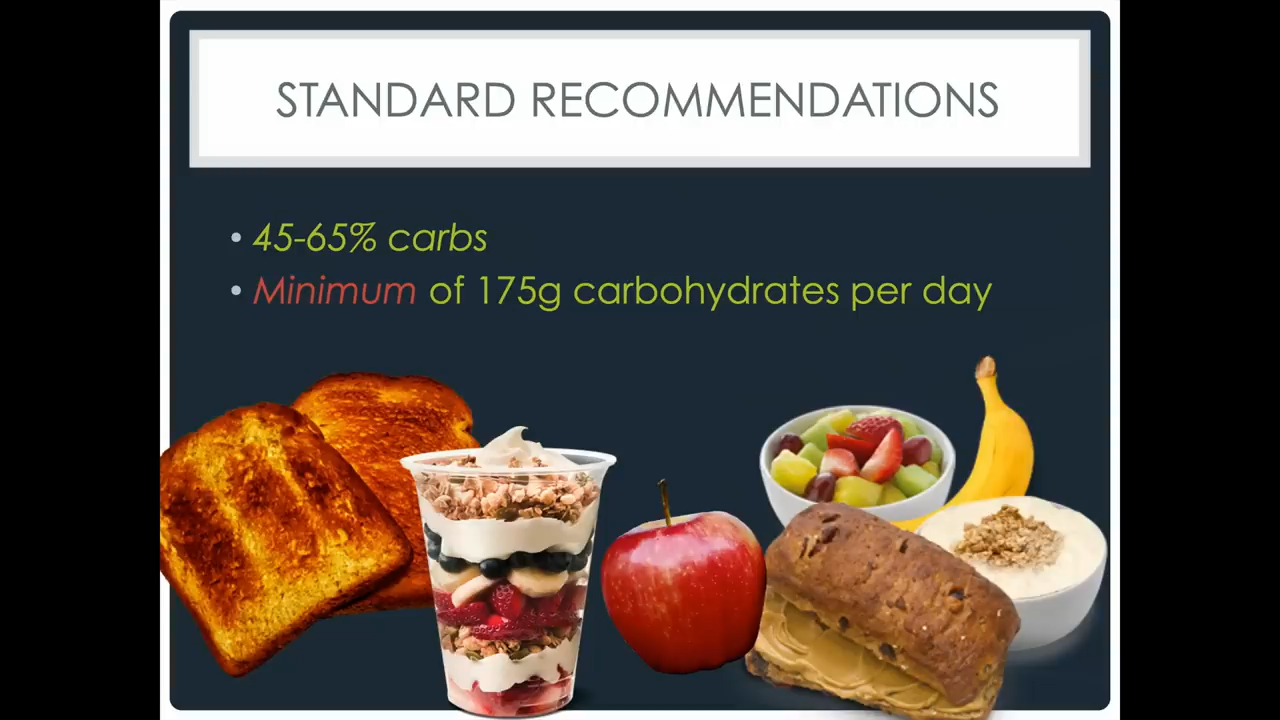 STANDARD RECOMMENDATIONS
• 45-65% carbs
• Minimum of 175g carbohydrates per day